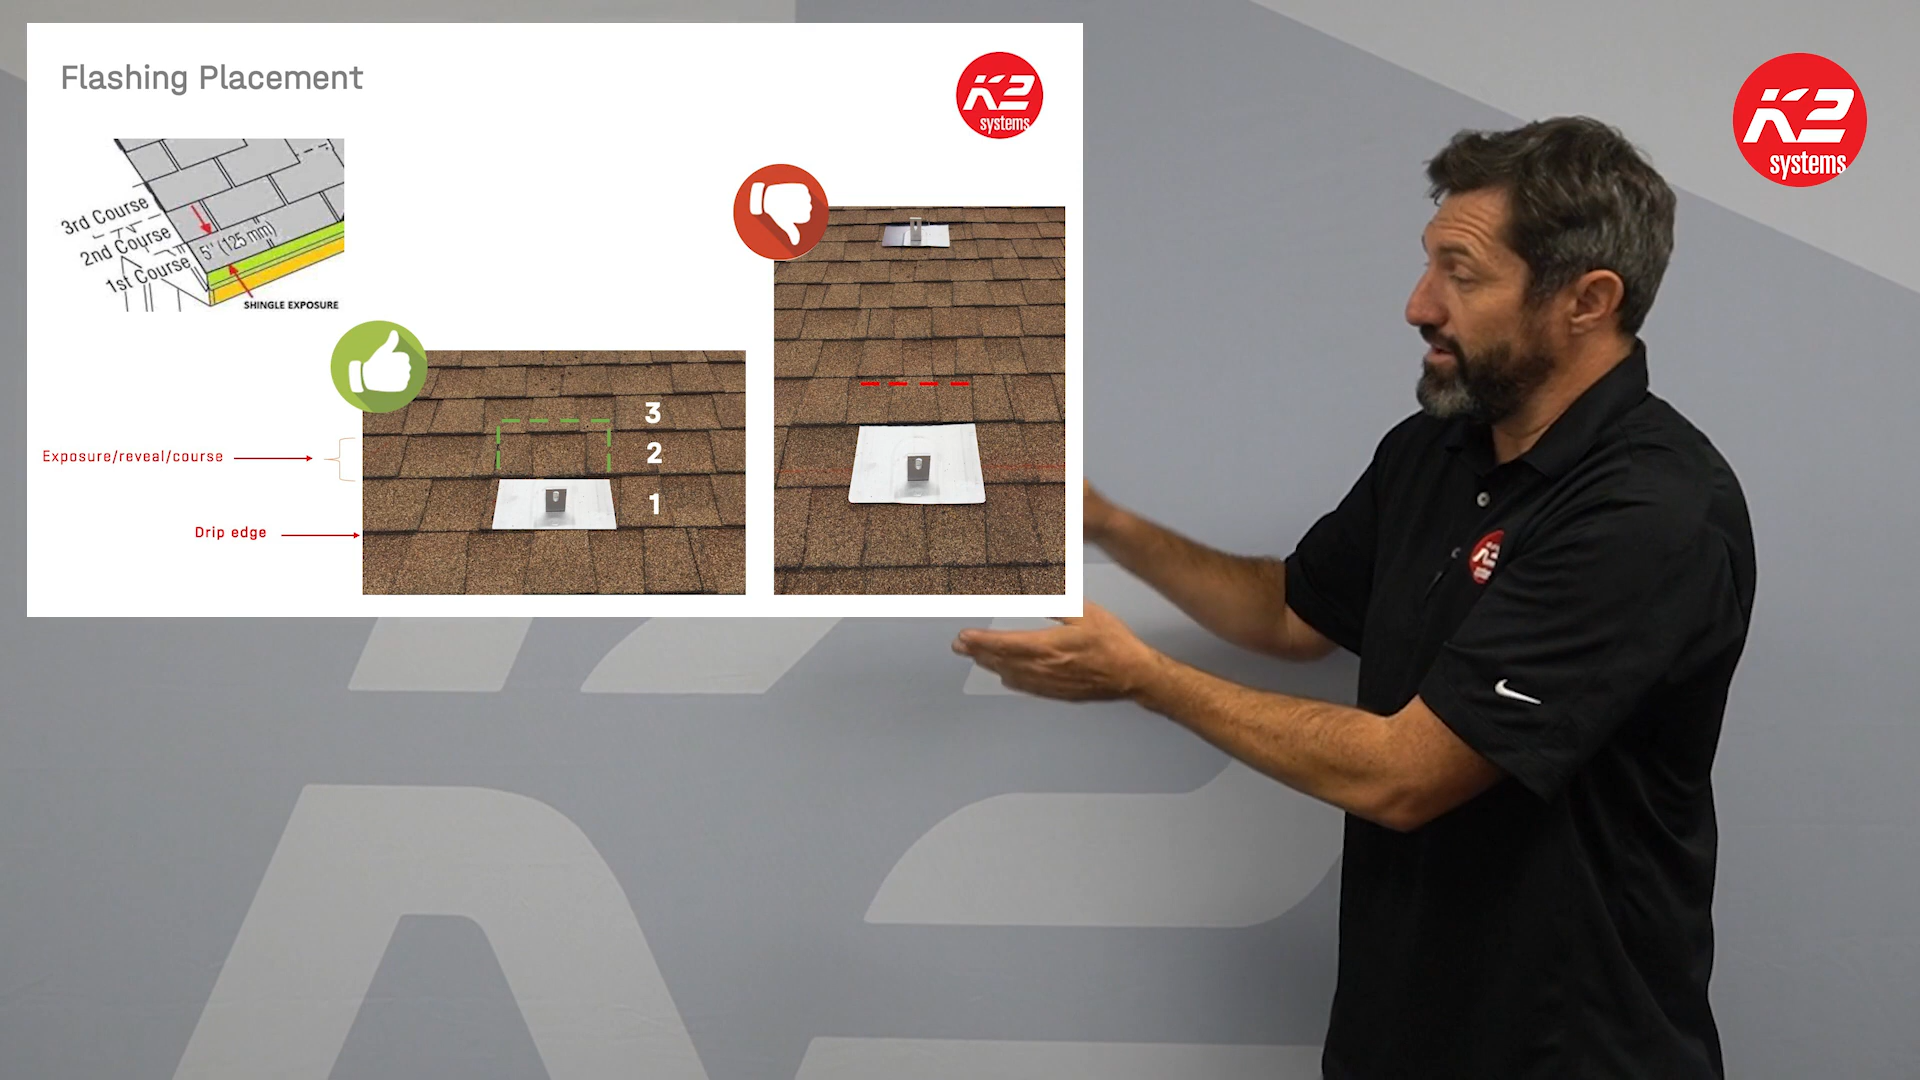 Flashing Placement
K2
systems
K2
systems
3rd Course
2nd Course
1st Course
5" (125 mm)
SHINGLE EXPOSURE
3
2
1
Exposure/reveal/course
Drip edge